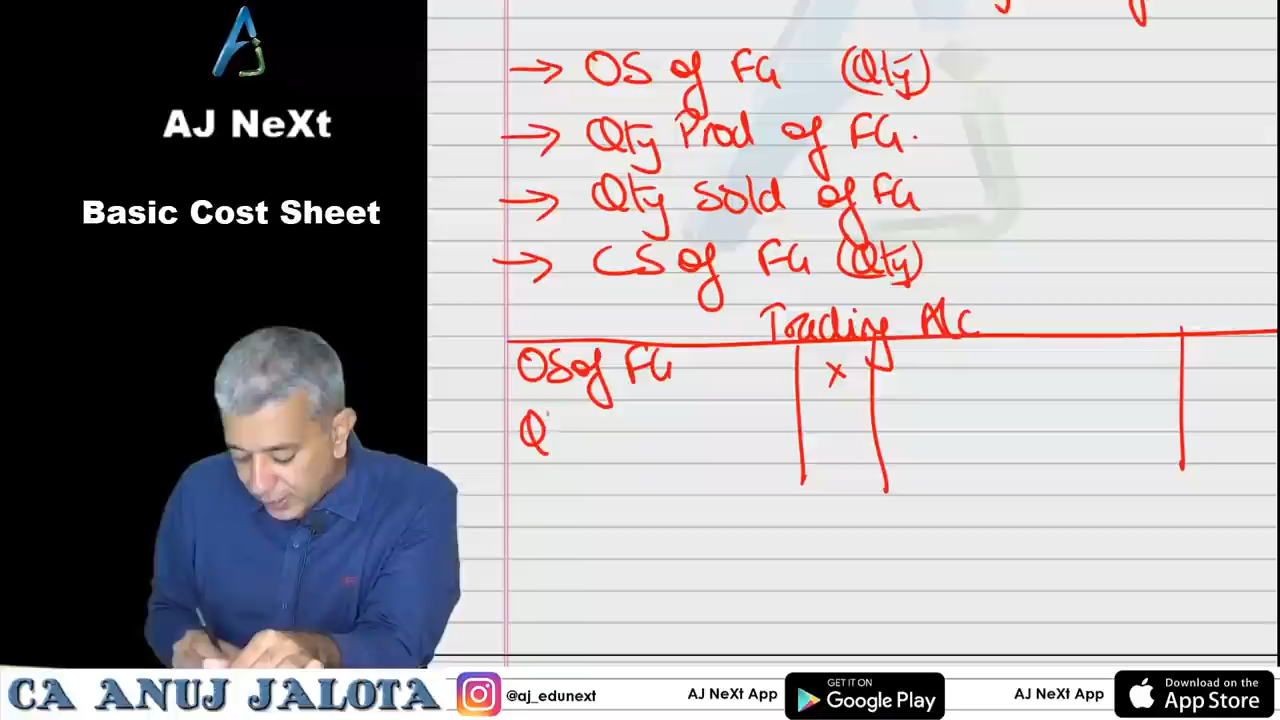 AJ NeXt
Basic Cost Sheet
→ OS of FG (Qty)
→ Qty Prod of FG.
→ Qty sold of FG
→ CS of FG (Qty)
Trading A/c
OS of FG x
Q
CA ANUJ JALOTA
@aj_edunext
AJ NeXt App
GET IT ON
Google Play
AJ NeXt App
Download on the
App Store